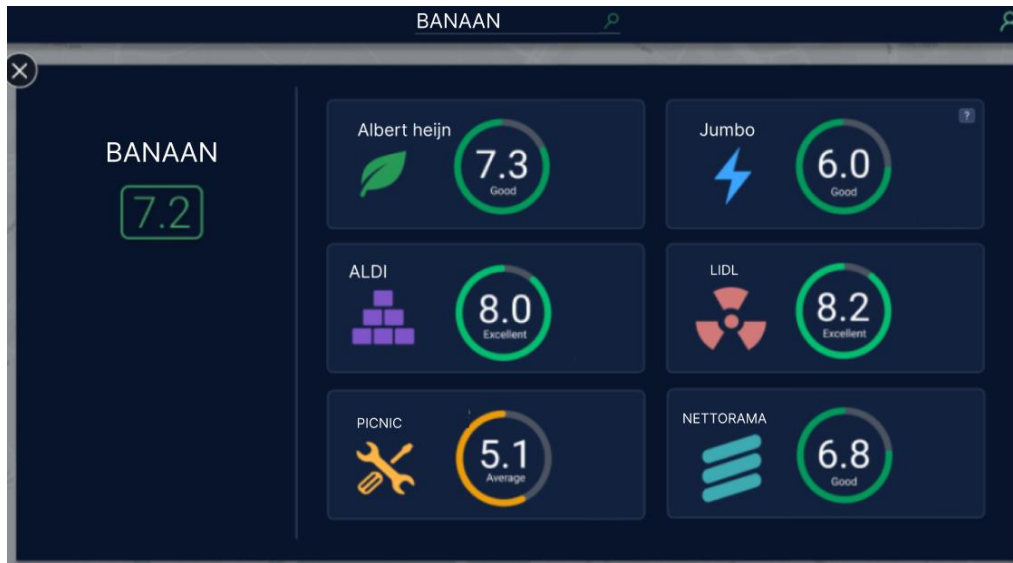 BANAAN
BANAAN
7.2
Albert heijn
7.3
Good
Jumbo
?
6.0
Good
ALDI
8.0
Excellent
LIDL
8.2
Excellent
PICNIC
5.1
Average
NETTORAMA
6.8
Good